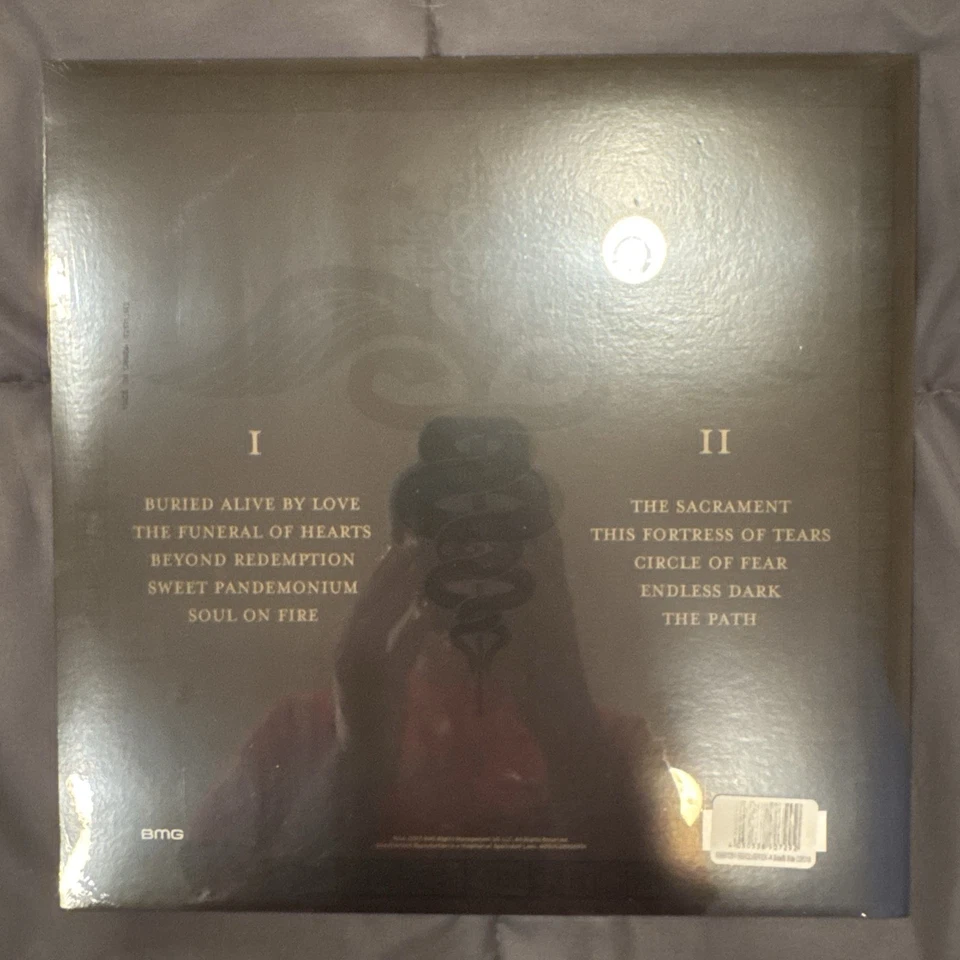 I
BURIED ALIVE BY LOVE
THE FUNERAL OF HEARTS
BEYOND REDEMPTION
SWEET PANDEMONIUM
SOUL ON FIRE
II
THE SACRAMENT
THIS FORTRESS OF TEARS
CIRCLE OF FEAR
ENDLESS DARK
THE PATH
BMG